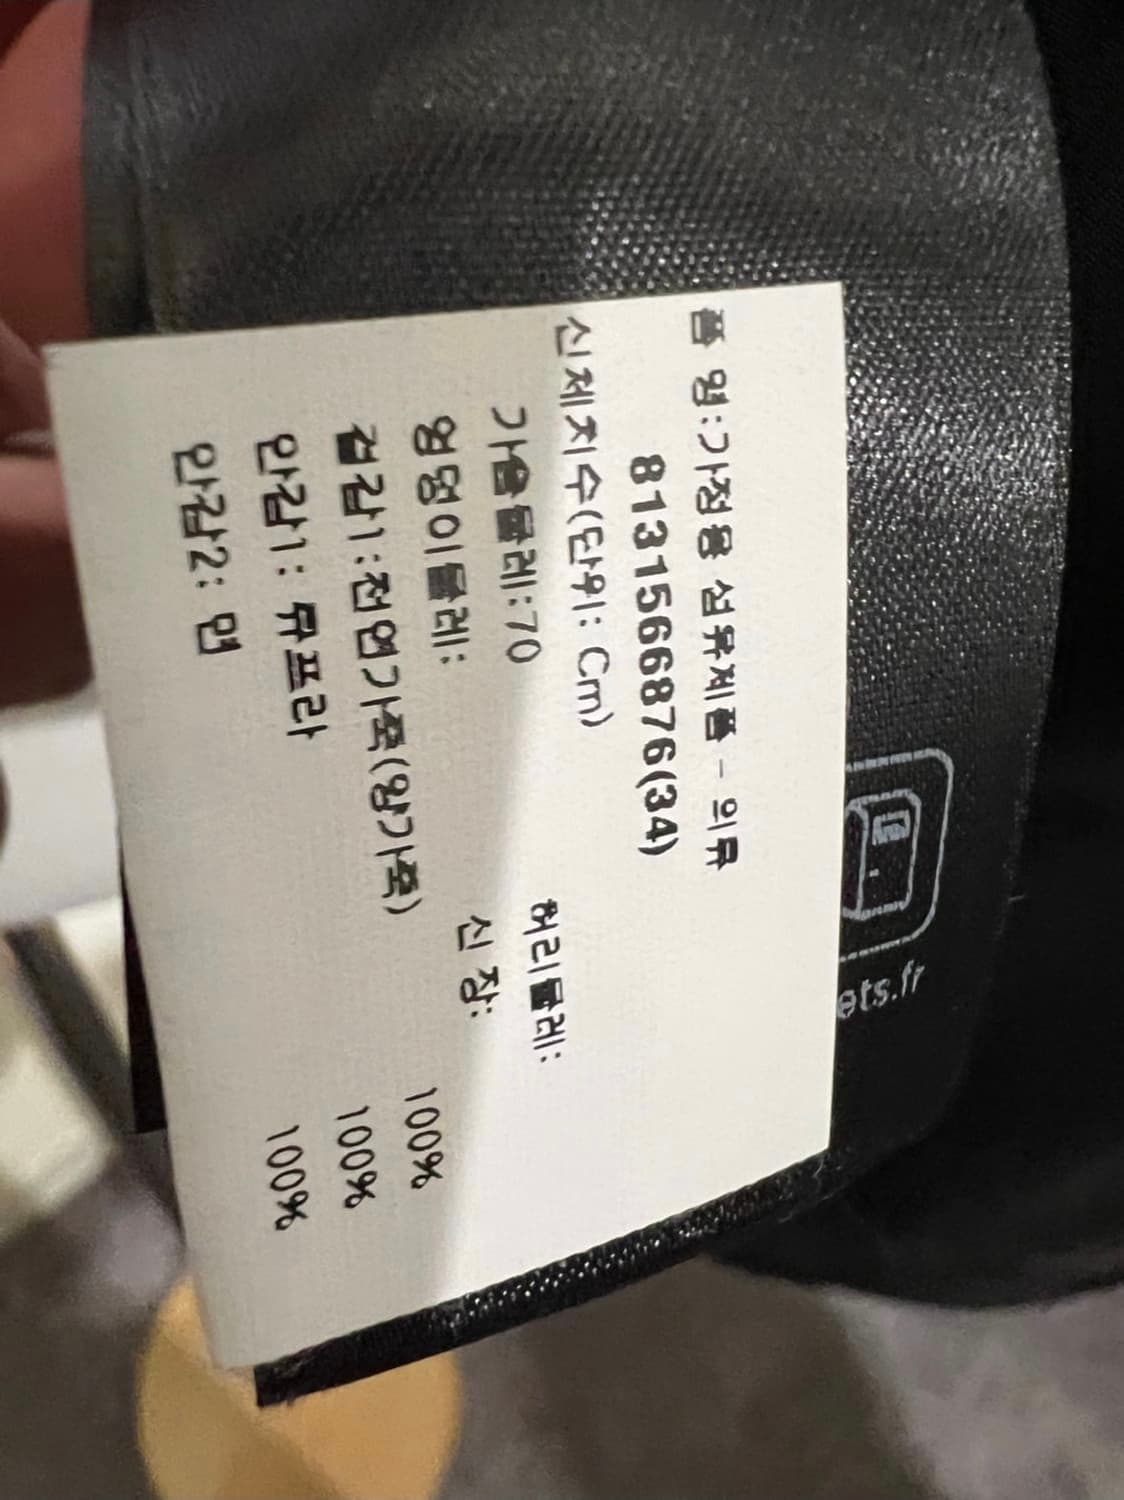 품 명:가정용 섬유제품 - 의류
8131566876(34)
신체치수(단위: Cm)
가슴둘레:70 허리둘레:
엉덩이둘레: 신 장:
겉감1:천연가죽(양가죽) 100%
안감1: 큐프라 100%
안감2: 면 100%
ets.fr